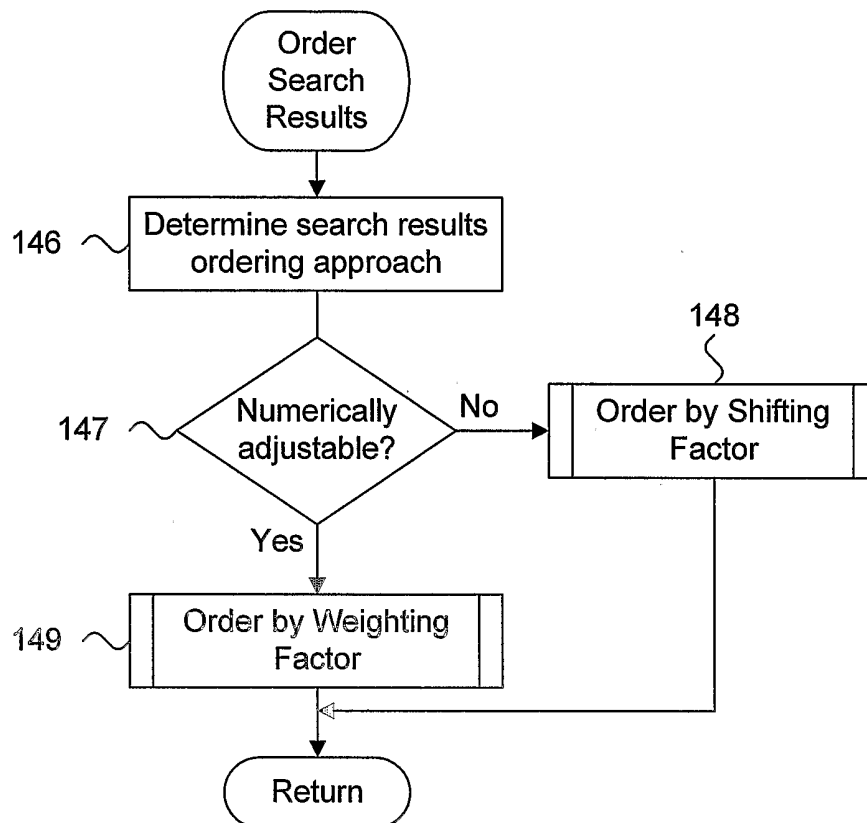 Order
Search
Results
146
Determine search results
ordering approach
147
Numerically
adjustable?
No
148
Order by Shifting
Factor
Yes
149
Order by Weighting
Factor
Return